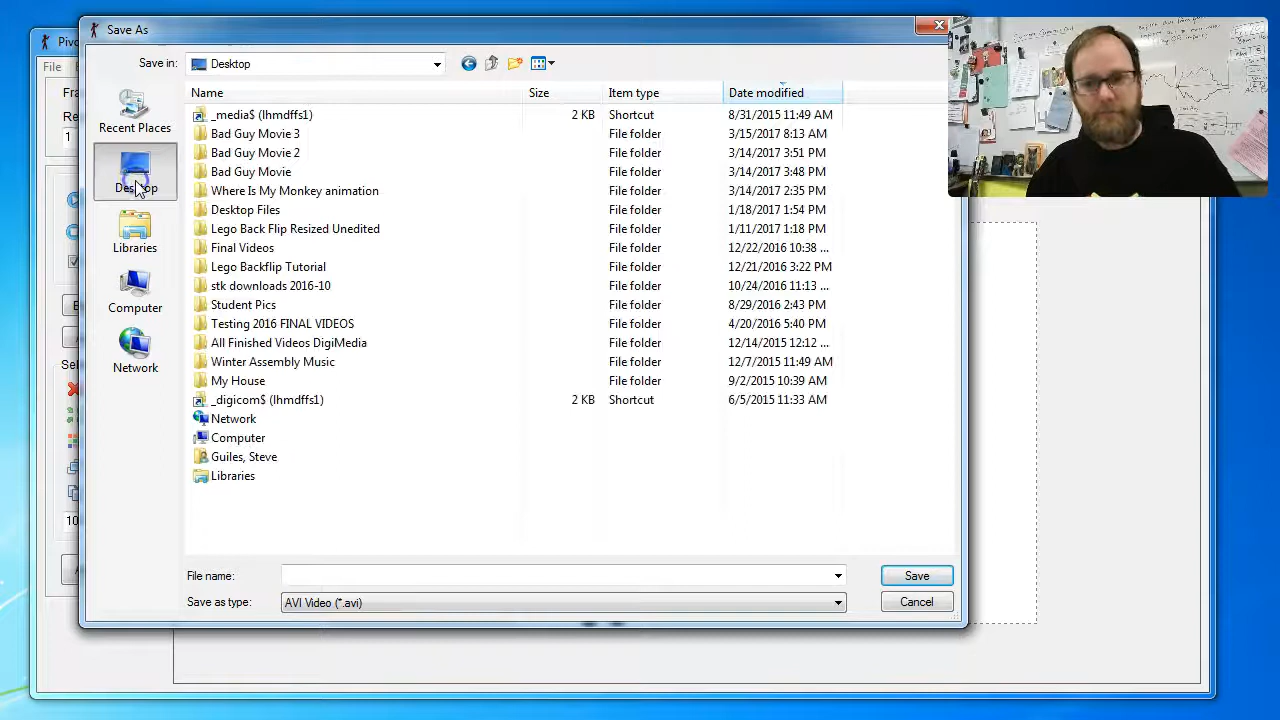 Save As
Pivo
File
Save in:
Desktop
Fra
1
Name
Size
Item type
Date modified
Recent Places
Desktop
Libraries
Computer
Network
_media$ (lhmdffs1)
2 KB
Shortcut
8/31/2015 11:49 AM
Bad Guy Movie 3
File folder
3/15/2017 8:13 AM
Bad Guy Movie 2
File folder
3/14/2017 3:51 PM
Bad Guy Movie
File folder
3/14/2017 3:48 PM
Where Is My Monkey animation
File folder
3/14/2017 2:35 PM
Desktop Files
File folder
1/18/2017 1:54 PM
Lego Back Flip Resized Unedited
File folder
1/11/2017 1:18 PM
Final Videos
File folder
12/22/2016 10:38 ...
Lego Backflip Tutorial
File folder
12/21/2016 3:22 PM
stk downloads 2016-10
File folder
10/24/2016 11:13 ...
Student Pics
File folder
8/29/2016 2:43 PM
Testing 2016 FINAL VIDEOS
File folder
4/20/2016 5:40 PM
All Finished Videos DigiMedia
File folder
12/14/2015 12:12 ...
Winter Assembly Music
File folder
12/7/2015 11:49 AM
My House
File folder
9/2/2015 10:39 AM
_digicom$ (lhmdffs1)
2 KB
Shortcut
6/5/2015 11:33 AM
Network
Computer
Guiles, Steve
Libraries
Sel
10
File name:
Save
Save as type:
AVI Video (*.avi)
Cancel